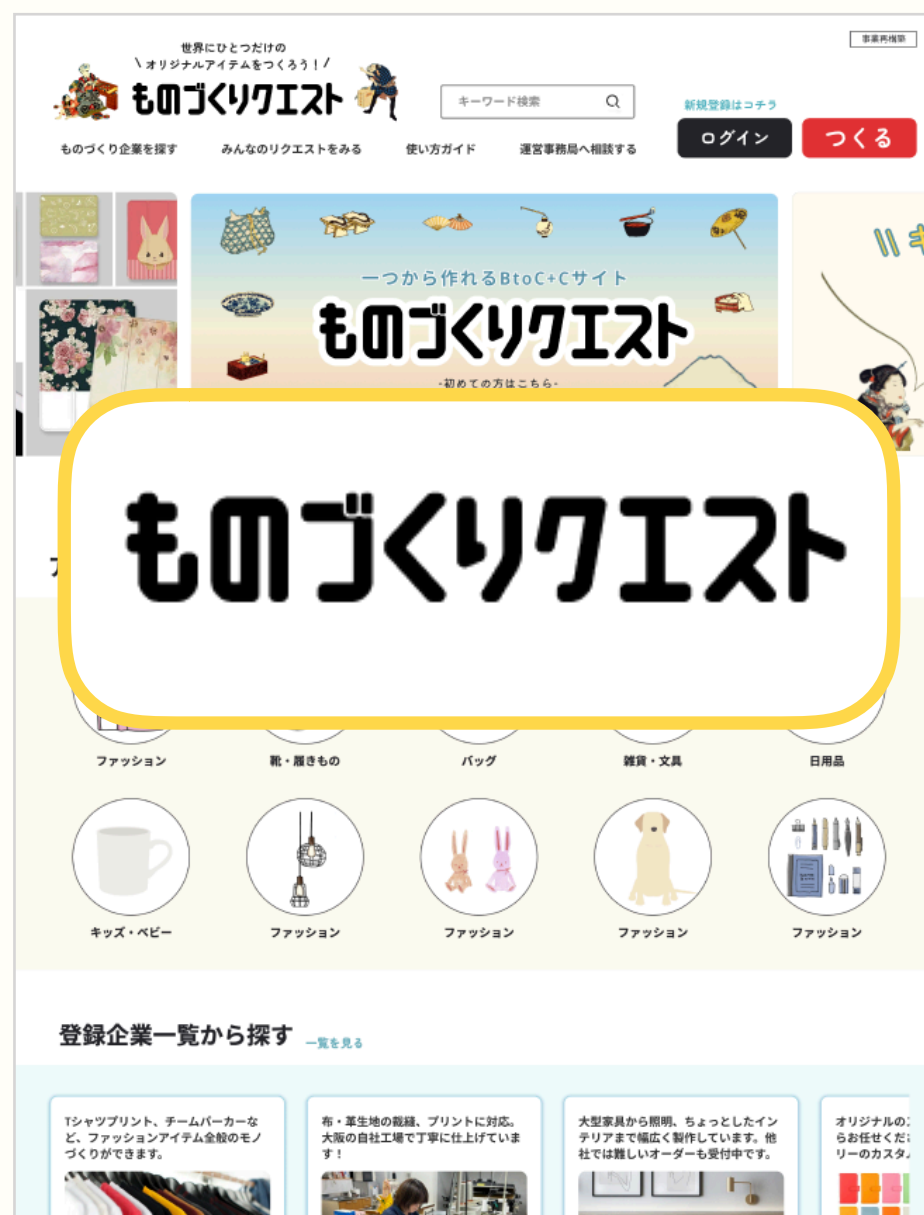 事業再構築
世界にひとつだけの
\ オリジナルアイテムをつくろう! /
ものづくりクエスト
キーワード検索
新規登録はコチラ
ログイン
つくる
ものづくり企業を探す
みんなのリクエストをみる
使い方ガイド
運営事務局へ相談する
一つから作れるBtoC+Cサイト
ものづくりクエスト
-初めての方はこちら-
ものづくりクエスト
ファッション
靴・履きもの
バッグ
雑貨・文具
日用品
キッズ・ベビー
ファッション
ファッション
ファッション
ファッション
登録企業一覧から探す
一覧を見る
Tシャツプリント、チームパーカーな
ど、ファッションアイテム全般のモノ
づくりができます。
布・革生地の裁縫、プリントに対応。
大阪の自社工場で丁寧に仕上げていま
す!
大型家具から照明、ちょっとしたイン
テリアまで幅広く製作しています。他
社では難しいオーダーも受付中です。
オリジナルの
らお任せくだ
リーのカスタ